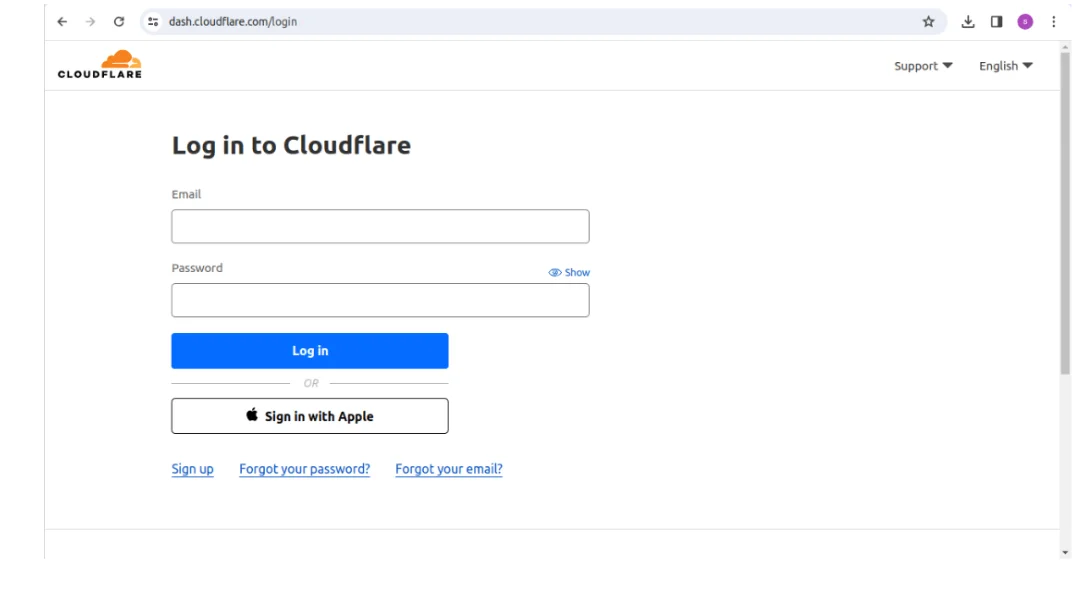 dash.cloudflare.com/login
CLOUDFLARE
Support
English
Log in to Cloudflare
Email
Password
Show
Log in
OR
Sign in with Apple
Sign up Forgot your password? Forgot your email?